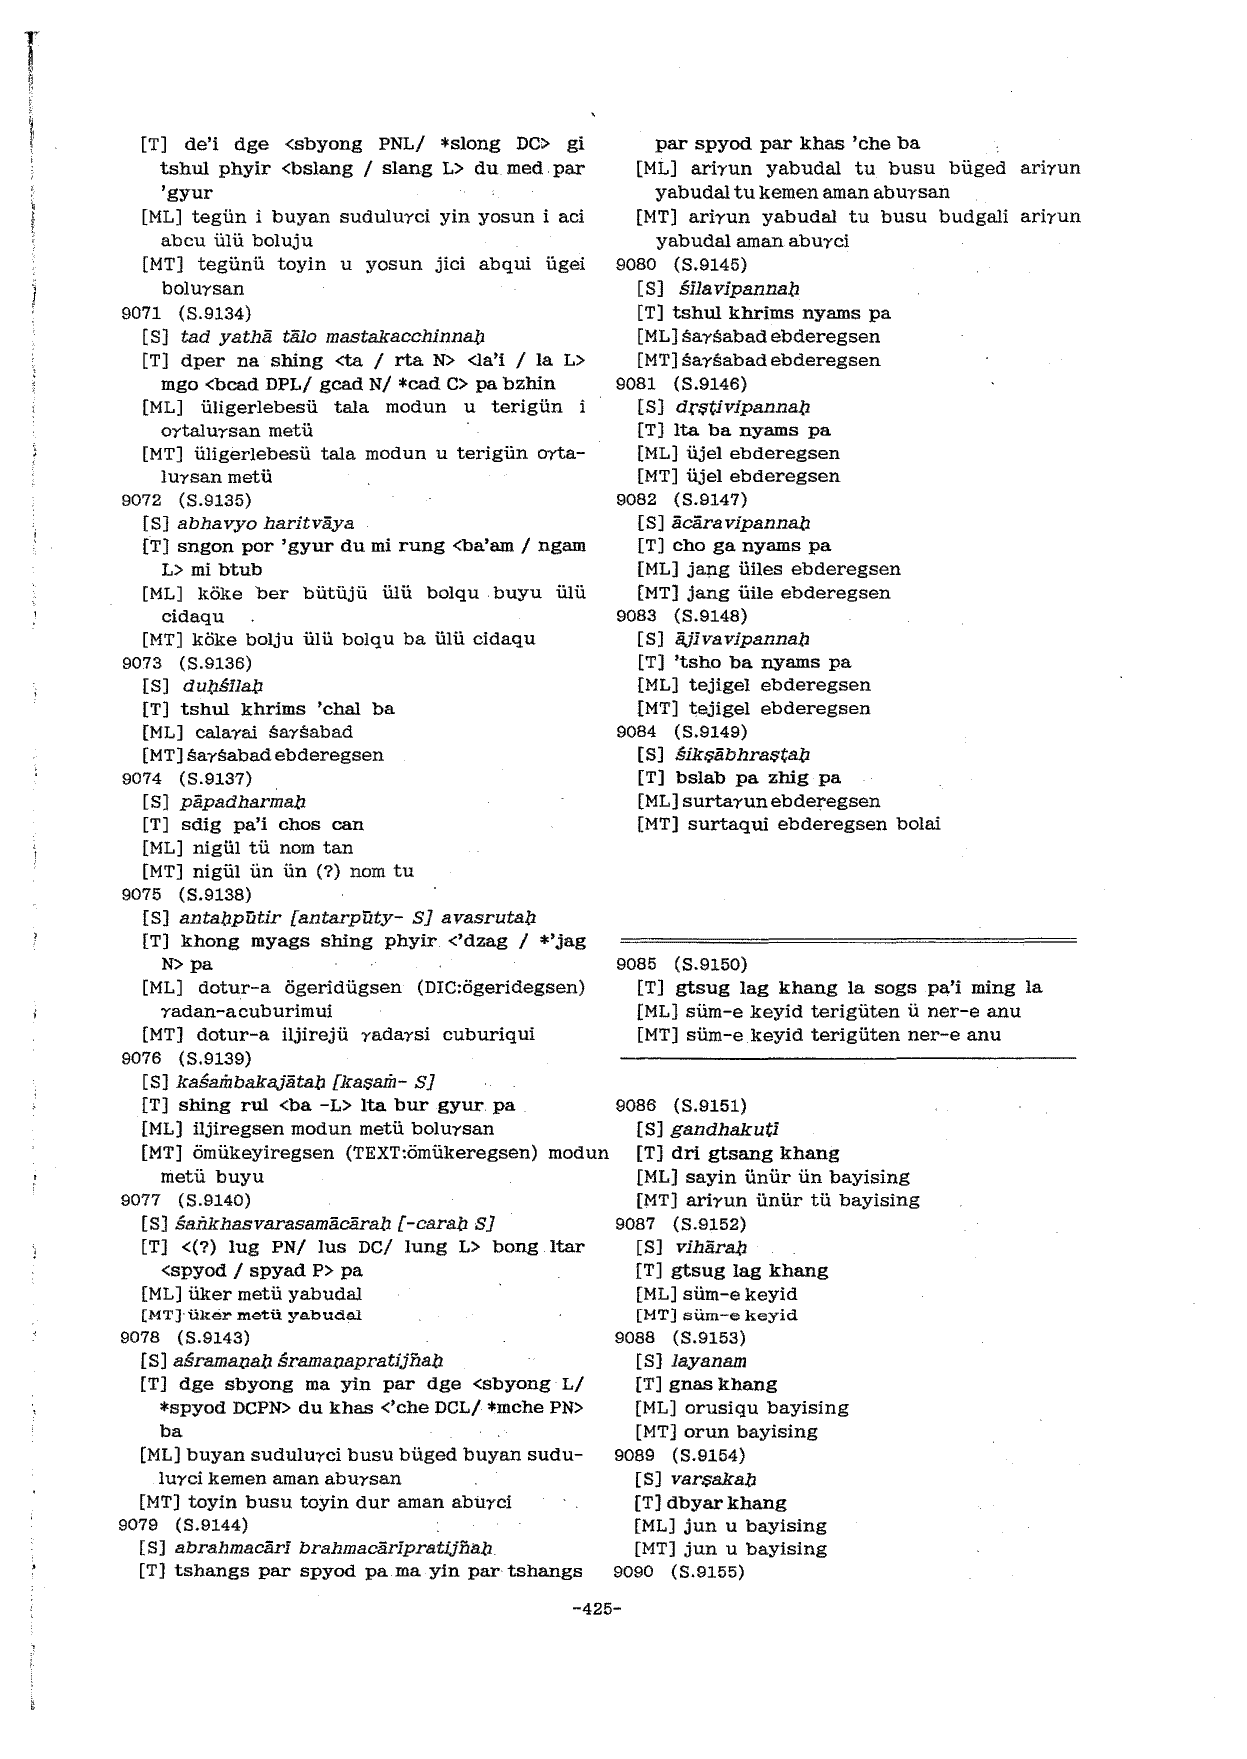 [T] de'i dge <sbyong PNL/ *slong DC> gi
tshul phyir <bslang / slang L> du med par
'gyur
[ML] tegün i buyan suduluγci yin yosun i aci
abcu ülü boluju
[MT] tegünü toyin u yosun jici abqui ügei
boluγsan
9071 (S.9134)
[S] tad yathā tālo mastakacchinnaḥ
[T] dper na shing <ta / rta N> <la'i / la L>
mgo <bcad DPL/ gcad N/ *cad C> pa bzhin
[ML] üligerlebesü tala modun u terigün i
oγtaluγsan metü
[MT] üligerlebesü tala modun u terigün oγta-
luγsan metü
9072 (S.9135)
[S] abhavyo haritvāya
[T] sngon por 'gyur du mi rung <ba'am / ngam
L> mi btub
[ML] köke ber bütüjü ülü bolqu buyu ülü
cidaqu
[MT] köke bolju ülü bolqu ba ülü cidaqu
9073 (S.9136)
[S] duḥśīlaḥ
[T] tshul khrims 'chal ba
[ML] calaγai śaγśabad
[MT] śaγśabad ebderegsen
9074 (S.9137)
[S] pāpadharmaḥ
[T] sdig pa'i chos can
[ML] nigül tü nom tan
[MT] nigül ün ün (?) nom tu
9075 (S.9138)
[S] antaḥpūtir [antarpūty- S] avasrutaḥ
[T] khong myags shing phyir <'dzag / *'jag
N> pa
[ML] dotur-a ögeridügsen (DIC:ögeridegsen)
γadan-a cuburimui
[MT] dotur-a iljirejü γadaγsi cuburiqui
9076 (S.9139)
[S] kaśaṁbakajātaḥ [kaṣaṁ- S]
[T] shing rul <ba -L> lta bur gyur pa
[ML] iljiregsen modun metü boluγsan
[MT] ömükeyiregsen (TEXT:ömükeregsen) modun
metü buyu
9077 (S.9140)
[S] śaṅkhasvarasamācāraḥ [-caraḥ S]
[T] <(?) lug PN/ lus DC/ lung L> bong ltar
<spyod / spyad P> pa
[ML] üker metü yabudal
[MT] üker metü yabudal
9078 (S.9143)
[S] aśramaṇaḥ śramaṇapratijñaḥ
[T] dge sbyong ma yin par dge <sbyong L/
*spyod DCPN> du khas <'che DCL/ *mche PN>
ba
[ML] buyan suduluγci busu büged buyan sudu-
luγci kemen aman abuγsan
[MT] toyin busu toyin dur aman abuγci
9079 (S.9144)
[S] abrahmacārī brahmacāripratijñaḥ
[T] tshangs par spyod pa ma yin par tshangs
par spyod par khas 'che ba
[ML] ariγun yabudal tu busu büged ariγun
yabudal tu kemen aman abuγsan
[MT] ariγun yabudal tu busu budgali ariγun
yabudal aman abuγci
9080 (S.9145)
[S] śīlavipannaḥ
[T] tshul khrims nyams pa
[ML] śaγśabad ebderegsen
[MT] śaγśabad ebderegsen
9081 (S.9146)
[S] dṛṣṭivipannaḥ
[T] lta ba nyams pa
[ML] üjel ebderegsen
[MT] üjel ebderegsen
9082 (S.9147)
[S] ācāravipannaḥ
[T] cho ga nyams pa
[ML] jang üiles ebderegsen
[MT] jang üile ebderegsen
9083 (S.9148)
[S] ājīvavipannaḥ
[T] 'tsho ba nyams pa
[ML] tejigel ebderegsen
[MT] tejigel ebderegsen
9084 (S.9149)
[S] śikṣābhraṣṭaḥ
[T] bslab pa zhig pa
[ML] surtaγun ebderegsen
[MT] surtaqui ebderegsen bolai
9085 (S.9150)
[T] gtsug lag khang la sogs pa'i ming la
[ML] süm-e keyid terigüten ü ner-e anu
[MT] süm-e keyid terigüten ner-e anu
9086 (S.9151)
[S] gandhakuṭī
[T] dri gtsang khang
[ML] sayin ünür ün bayising
[MT] ariγun ünür tü bayising
9087 (S.9152)
[S] vihāraḥ
[T] gtsug lag khang
[ML] süm-e keyid
[MT] süm-e keyid
9088 (S.9153)
[S] layanam
[T] gnas khang
[ML] orusiqu bayising
[MT] orun bayising
9089 (S.9154)
[S] varṣakaḥ
[T] dbyar khang
[ML] jun u bayising
[MT] jun u bayising
9090 (S.9155)
-425-